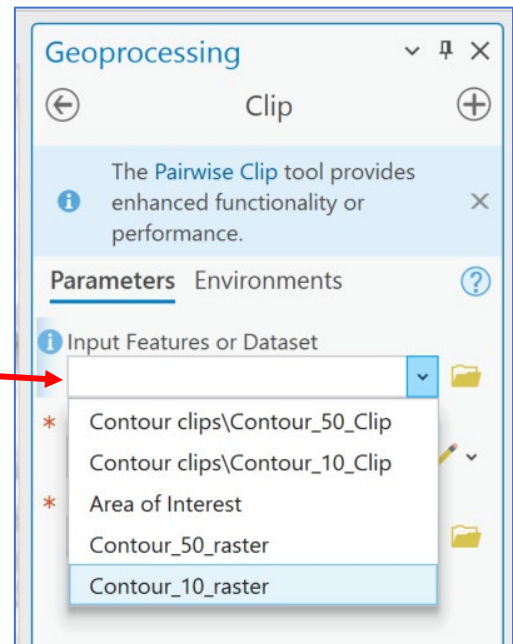 Geoprocessing
Clip
The Pairwise Clip tool provides
enhanced functionality or
performance.
Parameters Environments
Input Features or Dataset
Contour clips\Contour_50_Clip
Contour clips\Contour_10_Clip
Area of Interest
Contour_50_raster
Contour_10_raster